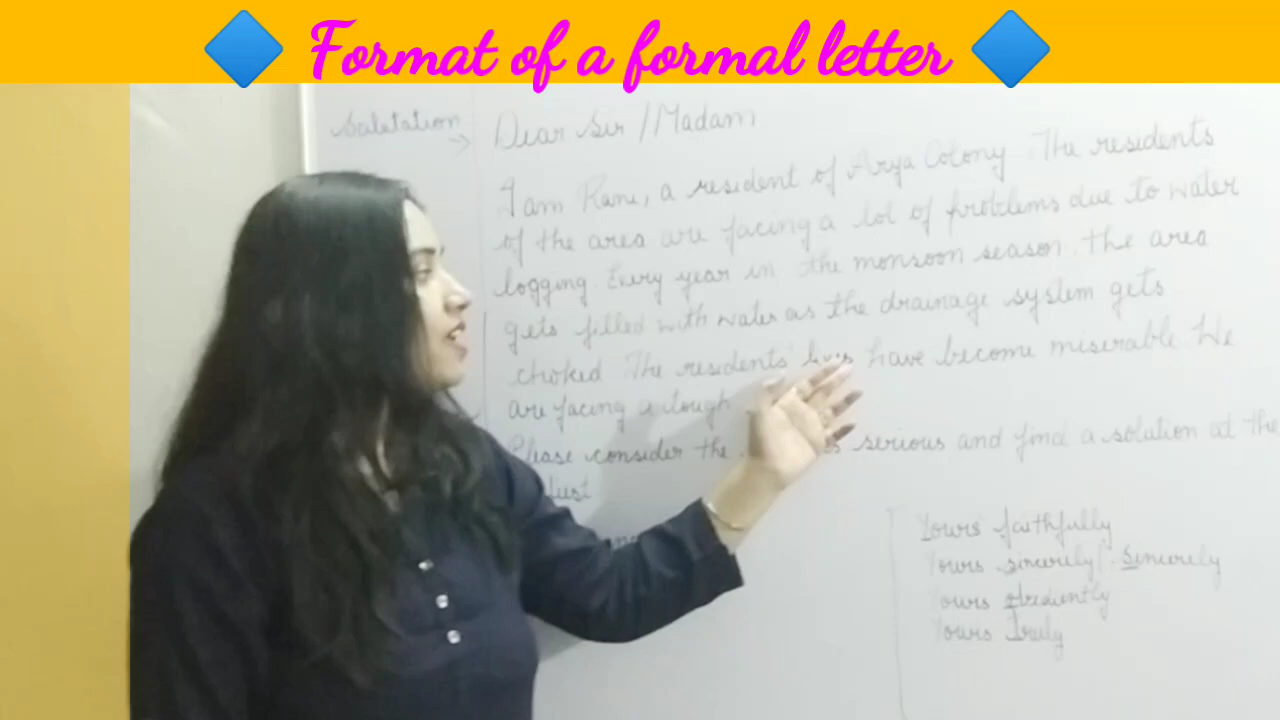 Format of a formal letter
Salutation
Dear Sir / Madam
I am Rani, a resident of Arya Colony. The residents
of the area are facing a lot of problems due to water
logging. Every year in the monsoon season. the area
gets filled with water as the drainage system gets
choked. The residents' lives have become miserable. We
are facing a tough
Please consider the serious and find a solution at the
Yours faithfully
Yours sincerely / Sincerely
Yours obediently
Yours Truly